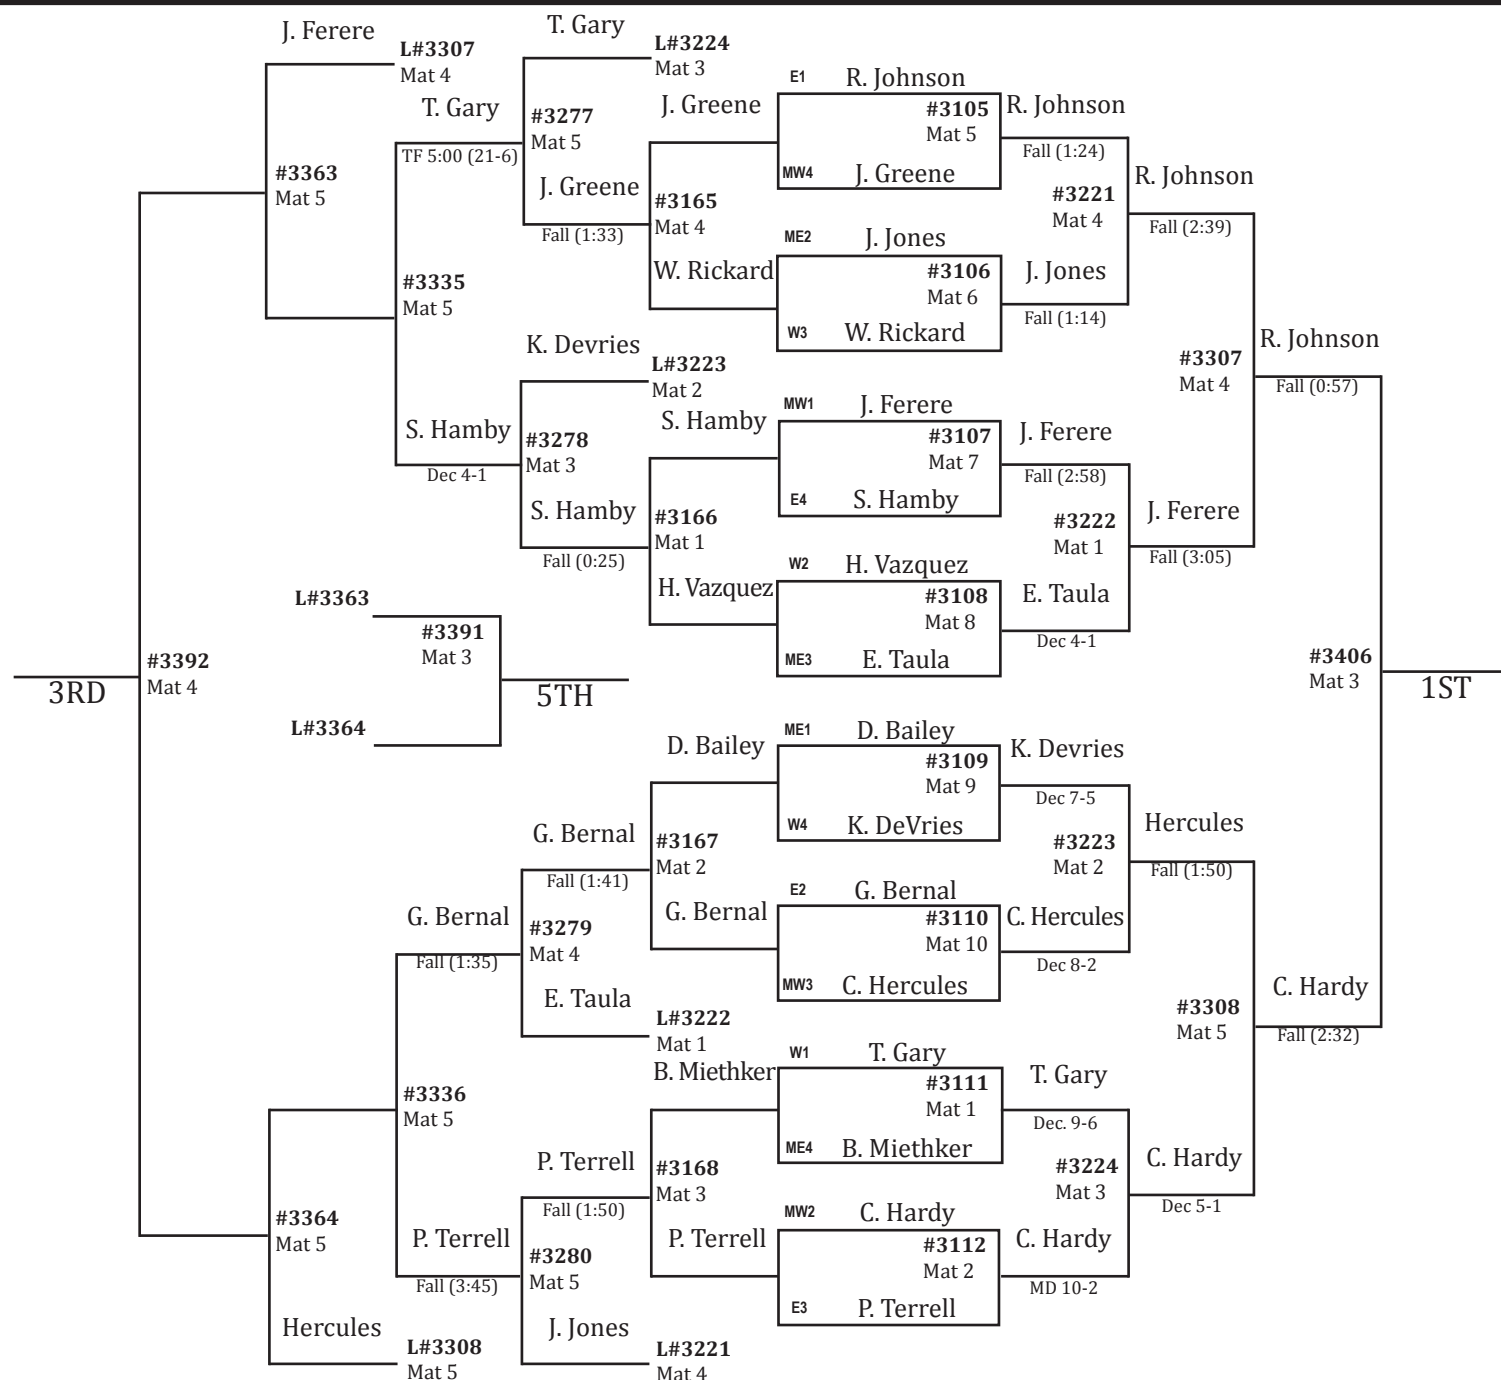 J. Ferere
L#3307
Mat 4
T. Gary
L#3224
Mat 3
T. Gary
TF 5:00 (21-6)
#3277
Mat 5
J. Greene
Fall (1:33)
J. Greene
#3165
Mat 4
W. Rickard
#3363
Mat 5
#3335
Mat 5
K. Devries
L#3223
Mat 2
S. Hamby
Dec 4-1
#3278
Mat 3
S. Hamby
Fall (0:25)
S. Hamby
#3166
Mat 1
H. Vazquez
E1
R. Johnson
#3105
Mat 5
MW4
J. Greene
R. Johnson
Fall (1:24)
ME2
J. Jones
#3106
Mat 6
W3
W. Rickard
J. Jones
Fall (1:14)
#3221
Mat 4
R. Johnson
Fall (2:39)
MW1
J. Ferere
#3107
Mat 7
E4
S. Hamby
J. Ferere
Fall (2:58)
W2
H. Vazquez
#3108
Mat 8
ME3
E. Taula
E. Taula
Dec 4-1
#3222
Mat 1
J. Ferere
Fall (3:05)
#3307
Mat 4
R. Johnson
Fall (0:57)
L#3363
#3391
Mat 3
L#3364
5TH
#3392
Mat 4
3RD
#3406
Mat 3
1ST
ME1
D. Bailey
#3109
Mat 9
W4
K. DeVries
K. Devries
Dec 7-5
E2
G. Bernal
#3110
Mat 10
MW3
C. Hercules
C. Hercules
Dec 8-2
#3223
Mat 2
Hercules
Fall (1:50)
W1
T. Gary
#3111
Mat 1
ME4
B. Miethker
T. Gary
Dec. 9-6
MW2
C. Hardy
#3112
Mat 2
E3
P. Terrell
C. Hardy
MD 10-2
#3224
Mat 3
C. Hardy
Dec 5-1
#3308
Mat 5
C. Hardy
Fall (2:32)
D. Bailey
#3167
Mat 2
G. Bernal
G. Bernal
Fall (1:41)
#3279
Mat 4
E. Taula
L#3222
Mat 1
G. Bernal
Fall (1:35)
#3336
Mat 5
B. Miethker
#3168
Mat 3
P. Terrell
P. Terrell
Fall (1:50)
#3280
Mat 5
J. Jones
L#3221
Mat 4
P. Terrell
Fall (3:45)
#3364
Mat 5
Hercules
L#3308
Mat 5